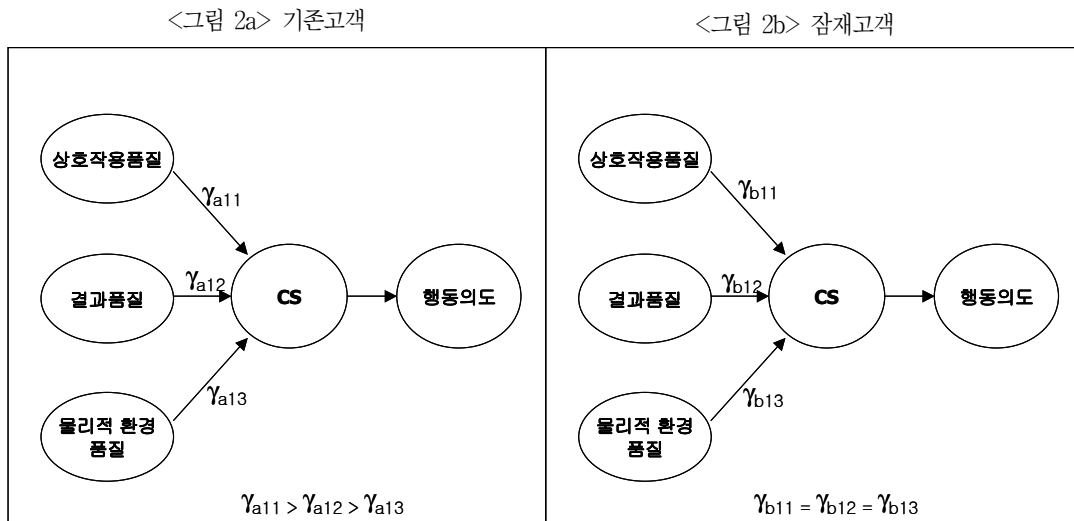 <그림 2a> 기존고객
상호작용품질
γa11
결과품질
γa12
CS
행동의도
γa13
물리적 환경
품질
γa11 > γa12 > γa13
<그림 2b> 잠재고객
상호작용품질
γb11
결과품질
γb12
CS
행동의도
γb13
물리적 환경
품질
γb11 = γb12 = γb13